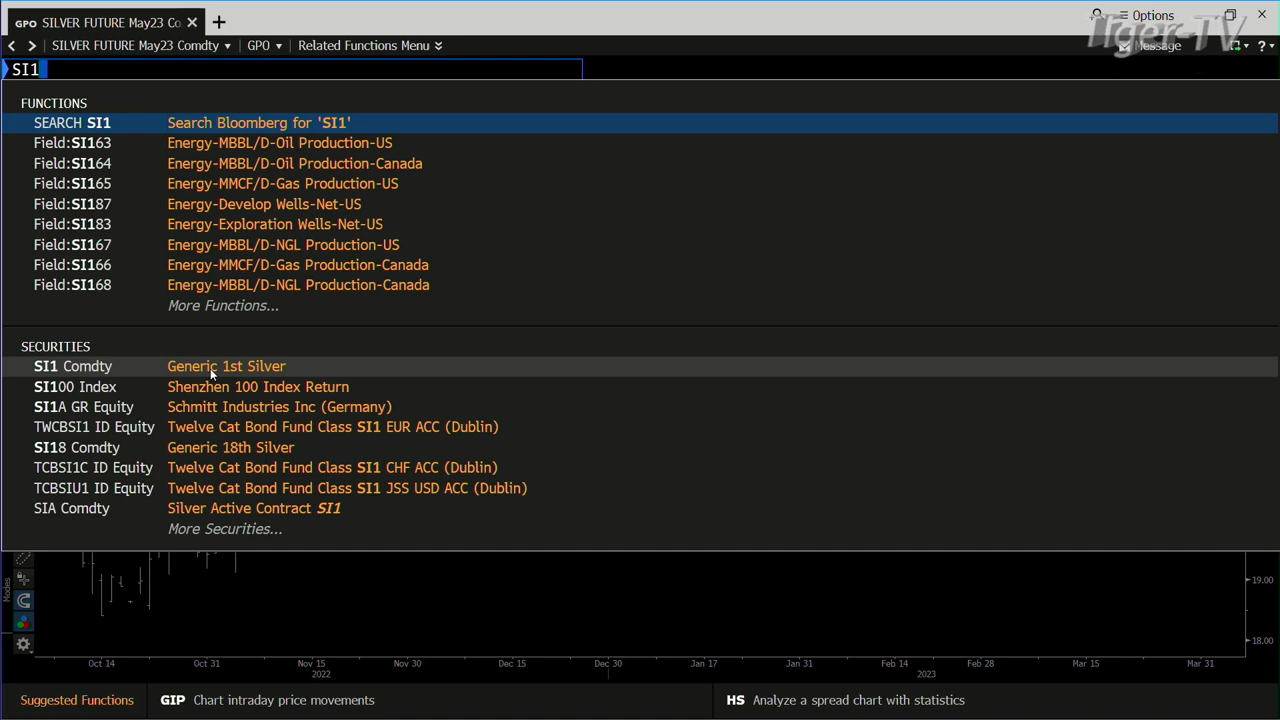 GPO SILVER FUTURE May23 Co
Options
Tiger-TV
SILVER FUTURE May23 Comdty GPO Related Functions Menu Message ?
SI1
FUNCTIONS
SEARCH SI1 Search Bloomberg for 'SI1'
Field:SI163 Energy-MBBL/D-Oil Production-US
Field:SI164 Energy-MBBL/D-Oil Production-Canada
Field:SI165 Energy-MMCF/D-Gas Production-US
Field:SI187 Energy-Develop Wells-Net-US
Field:SI183 Energy-Exploration Wells-Net-US
Field:SI167 Energy-MBBL/D-NGL Production-US
Field:SI166 Energy-MMCF/D-Gas Production-Canada
Field:SI168 Energy-MBBL/D-NGL Production-Canada
More Functions...
SECURITIES
SI1 Comdty Generic 1st Silver
SI100 Index Shenzhen 100 Index Return
SI1A GR Equity Schmitt Industries Inc (Germany)
TWCBSI1 ID Equity Twelve Cat Bond Fund Class SI1 EUR ACC (Dublin)
SI18 Comdty Generic 18th Silver
TCBSI1C ID Equity Twelve Cat Bond Fund Class SI1 CHF ACC (Dublin)
TCBSIU1 ID Equity Twelve Cat Bond Fund Class SI1 JSS USD ACC (Dublin)
SIA Comdty Silver Active Contract SI1
More Securities...
Modes
19.00
18.00
Oct 14 Oct 31 Nov 15 Nov 30 Dec 15 Dec 30 Jan 17 Jan 31 Feb 14 Feb 28 Mar 15 Mar 31
2022 2023
Suggested Functions GIP Chart intraday price movements HS Analyze a spread chart with statistics